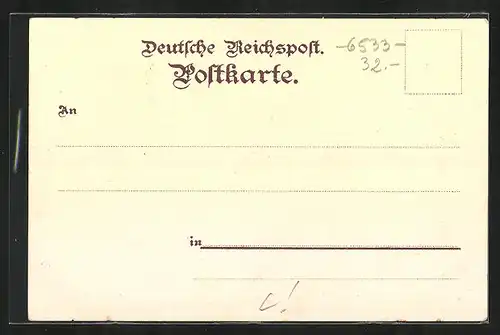 Deutsche Reichspost.
Postkarte.
-6533-
32.-
An
in